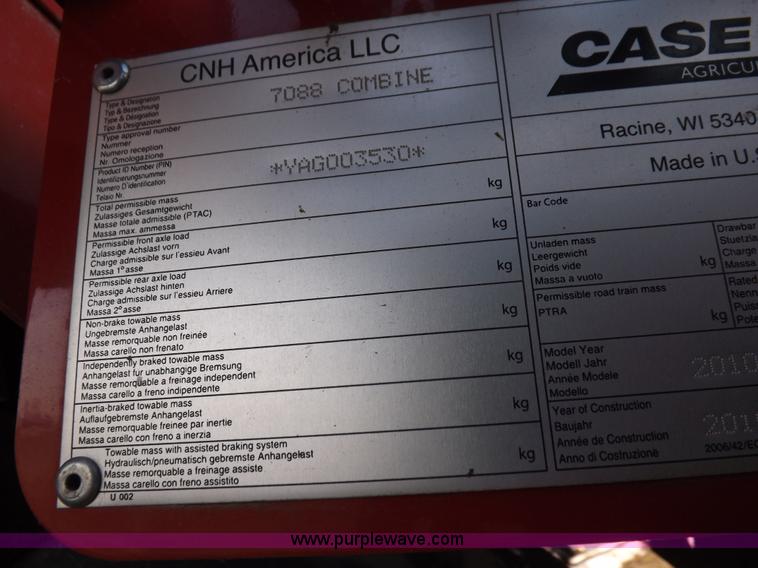 CNH America LLC
Type & Designation
Typ & Bezeichnung
Type & Désignation
Tipo & Designazione
7088 COMBINE
Type approval number
Nummer
Numero reception
Nr. Omologazione
Product ID Number (PIN)
Identifizierungsnummer
Numero D'identification
Telaio Nr.
*YAG003530*
Total permissible mass
Zulassiges Gesamtgewicht
Masse totale admissible (PTAC)
Massa max. ammessa
kg
Permissible front axle load
Zulassige Achslast vorn
Charge admissible sur l'essieu Avant
Massa 1° asse
kg
Permissible rear axle load
Zulassige Achslast hinten
Charge admissible sur l'essieu Arriere
Massa 2° asse
kg
Non-brake towable mass
Ungebremste Anhangelast
Masse remorquable non freinée
Massa carello non frenato
kg
Independently braked towable mass
Anhangelast fur unabhangige Bremsung
Masse remorquable a freinage independent
Massa carello a freno indipendente
kg
Inertia-braked towable mass
Auflaufgebremste Anhangelast
Masse remorquable freinee par inertie
Massa carello con freno a inerzia
kg
Towable mass with assisted braking system
Hydraulisch/pneumatisch gebremste Anhangelast
Masse remorquable a freinage assiste
Massa carello con freno assistito
kg
U 002
CASE
AGRICU
Racine, WI 5340
Made in U.S
Bar Code
Unladen mass
Leergewicht
Poids vide
Massa a vuoto
kg
Drawbar
Stuetzla
Charge
Massa
Permissible road train mass
PTRA
kg
Rated
Nenn
Puiss
Pote
Model Year
Modell Jahr
Année Modele
Modello
2010
Year of Construction
Baujahr
Année de Construction
Anno di Costruzionè
201
2006/42/EC
www.purplewave.com